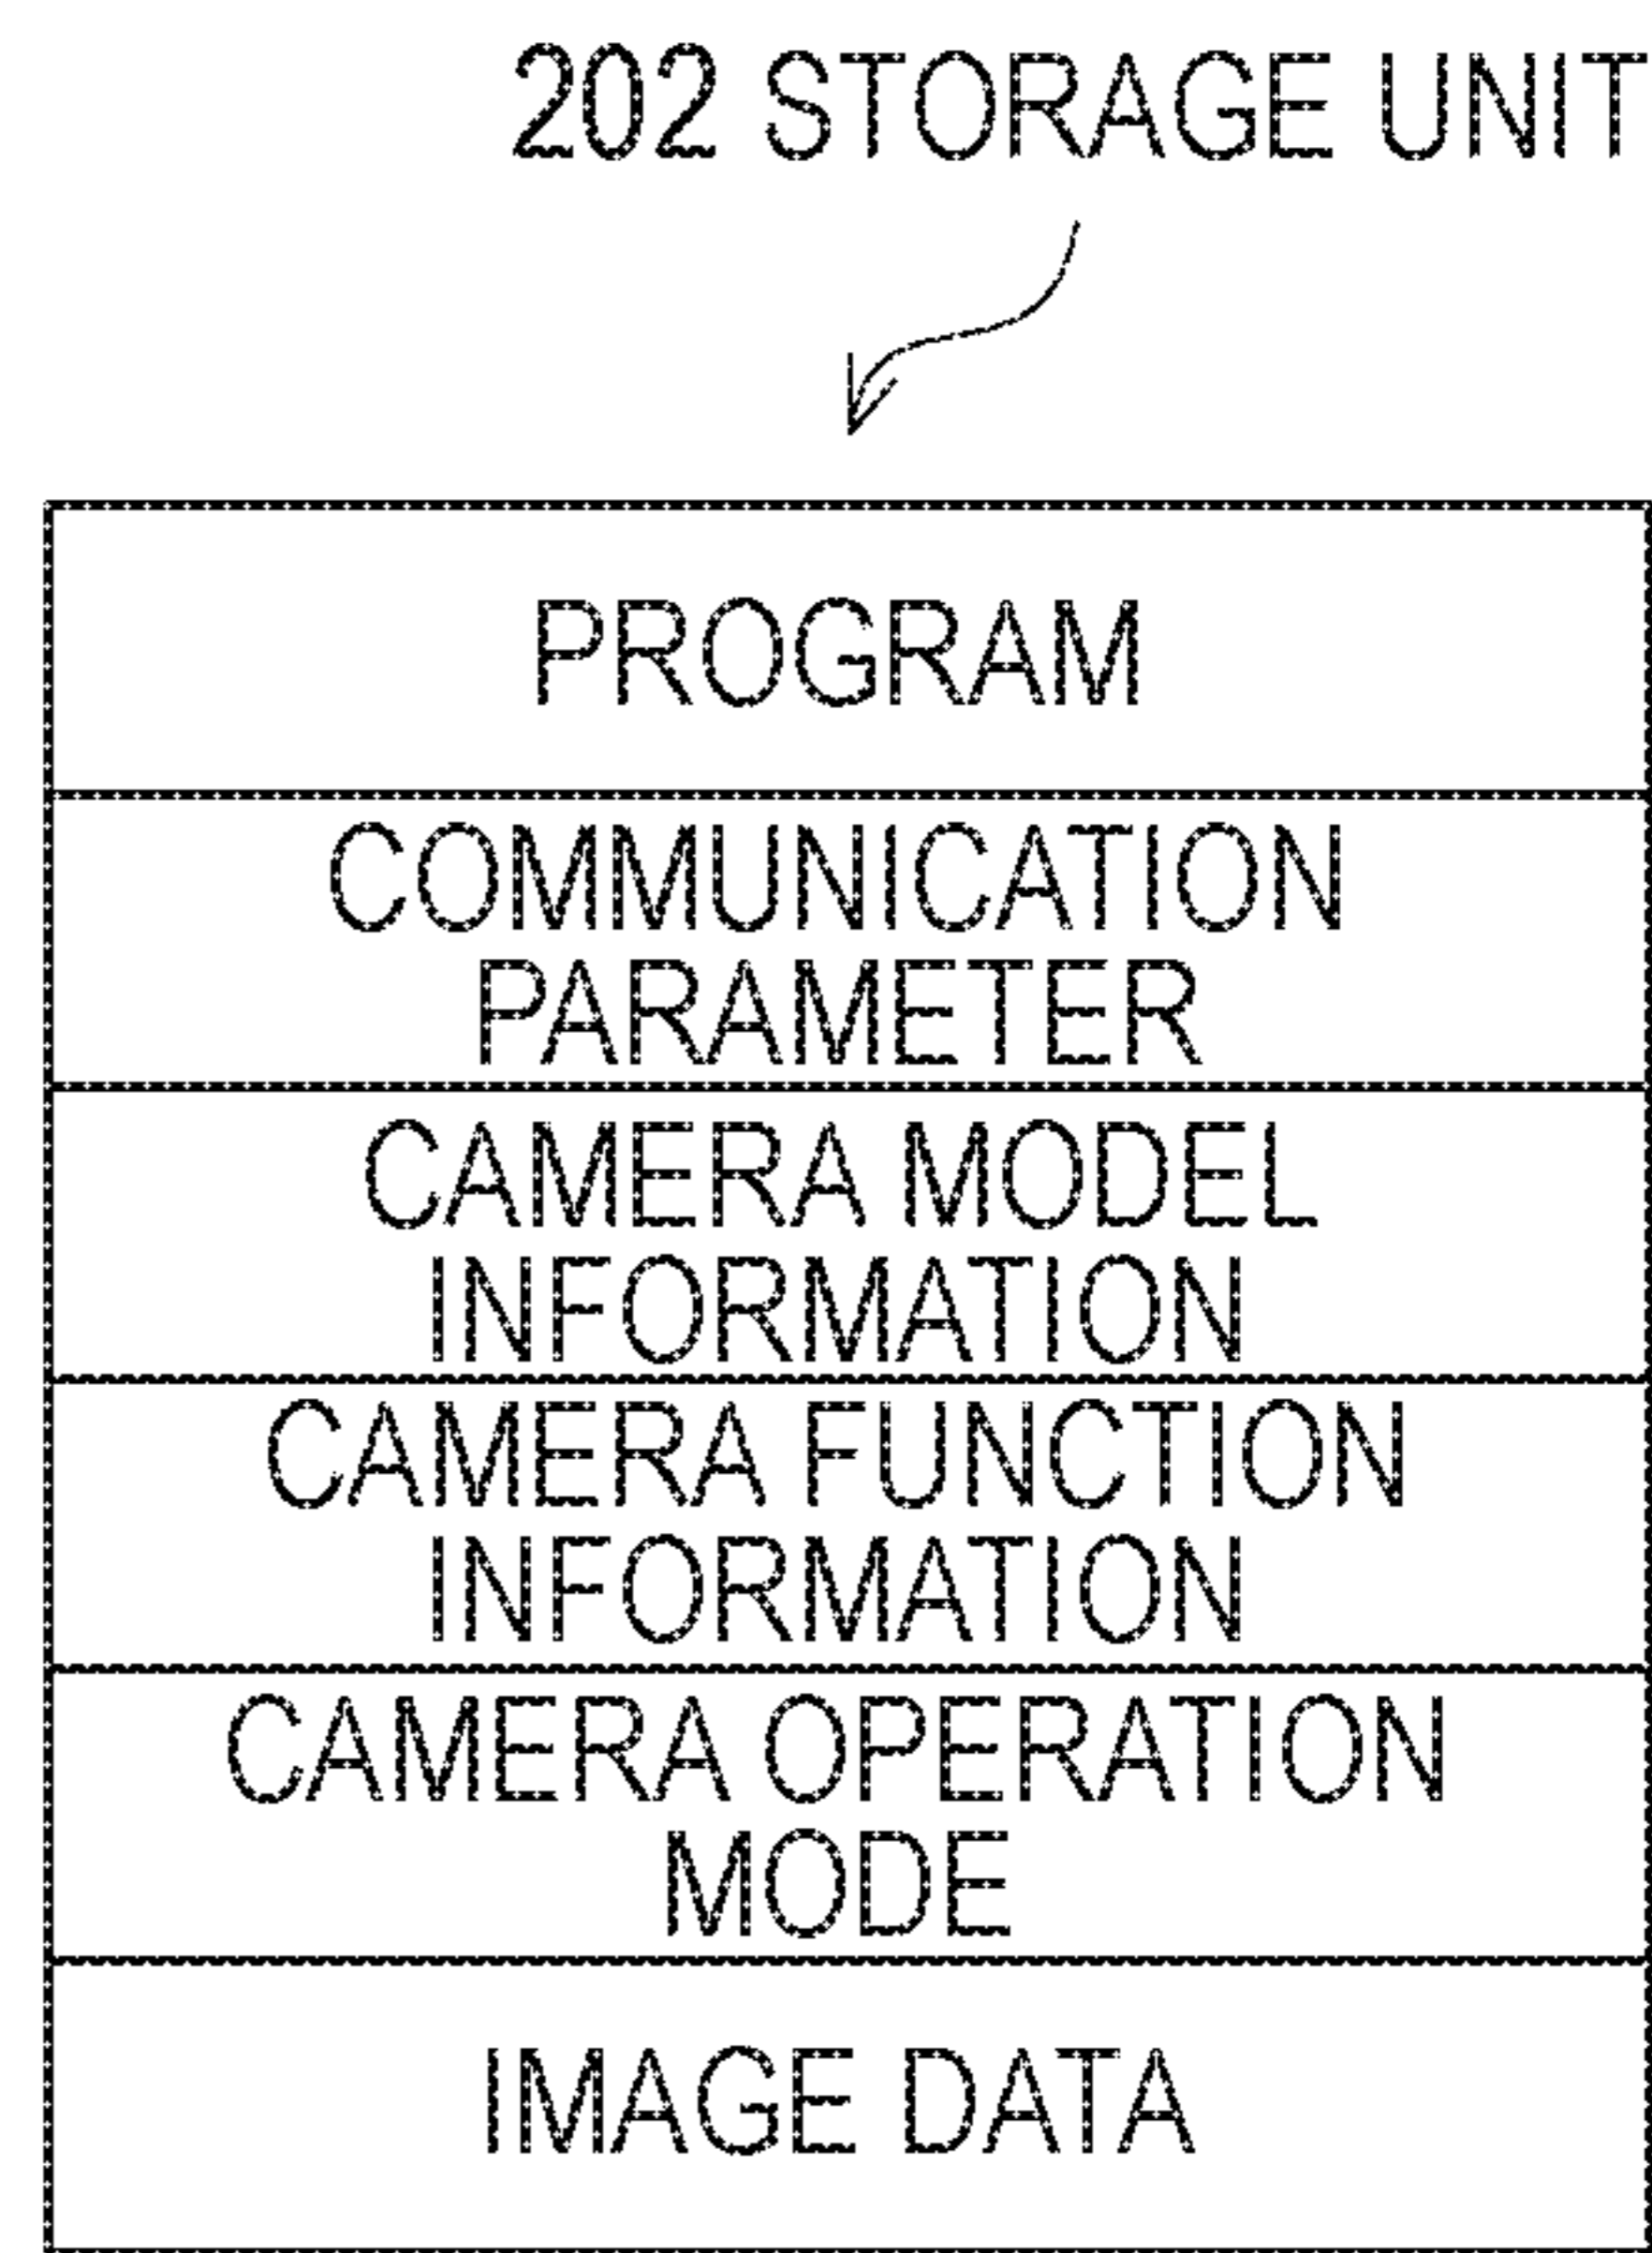 202 STORAGE UNIT
PROGRAM
COMMUNICATION
PARAMETER
CAMERA MODEL
INFORMATION
CAMERA FUNCTION
INFORMATION
CAMERA OPERATION
MODE
IMAGE DATA